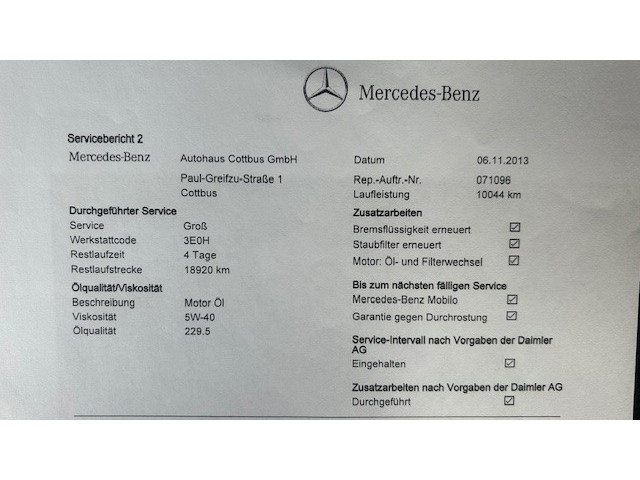 Mercedes-Benz
Servicebericht 2
Mercedes-Benz Autohaus Cottbus GmbH Datum 06.11.2013
Paul-Greifzu-Straße 1 Rep.-Auftr.-Nr. 071096
Cottbus Laufleistung 10044 km
Durchgeführter Service Zusatzarbeiten
Service Groß Bremsflüssigkeit erneuert ☑
Werkstattcode 3E0H Staubfilter erneuert ☑
Restlaufzeit 4 Tage Motor: Öl- und Filterwechsel ☑
Restlaufstrecke 18920 km
Ölqualität/Viskosität Bis zum nächsten fälligen Service
Beschreibung Motor Öl Mercedes-Benz Mobilo ☑
Viskosität 5W-40 Garantie gegen Durchrostung ☑
Ölqualität 229.5
Service-Intervall nach Vorgaben der Daimler
AG
Eingehalten ☑
Zusatzarbeiten nach Vorgaben der Daimler AG
Durchgeführt ☑